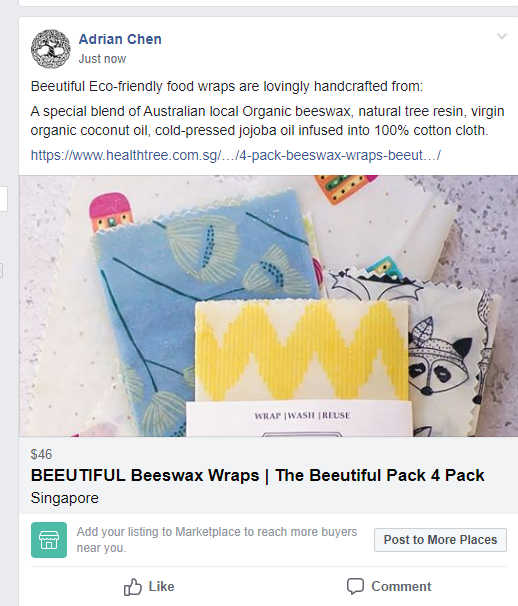 Adrian Chen
Just now
Beeutiful Eco-friendly food wraps are lovingly handcrafted from:
A special blend of Australian local Organic beeswax, natural tree resin, virgin
organic coconut oil, cold-pressed jojoba oil infused into 100% cotton cloth.
https://www.healthtree.com.sg/.../4-pack-beeswax-wraps-beeut.../
WRAP | WASH | REUSE
$46
BEEUTIFUL Beeswax Wraps | The Beeutiful Pack 4 Pack
Singapore
Add your listing to Marketplace to reach more buyers
near you.
Post to More Places
Like
Comment